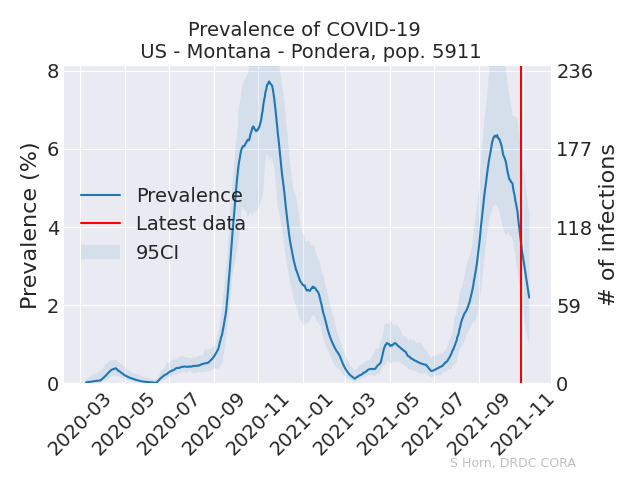 Prevalence of COVID-19
US - Montana - Pondera, pop. 5911
Prevalence (%)
8
6
4
2
0
236
177
118
59
0
# of infections
Prevalence
Latest data
95CI
2020-03
2020-05
2020-07
2020-09
2020-11
2021-01
2021-03
2021-05
2021-07
2021-09
2021-11
S Horn, DRDC CORA